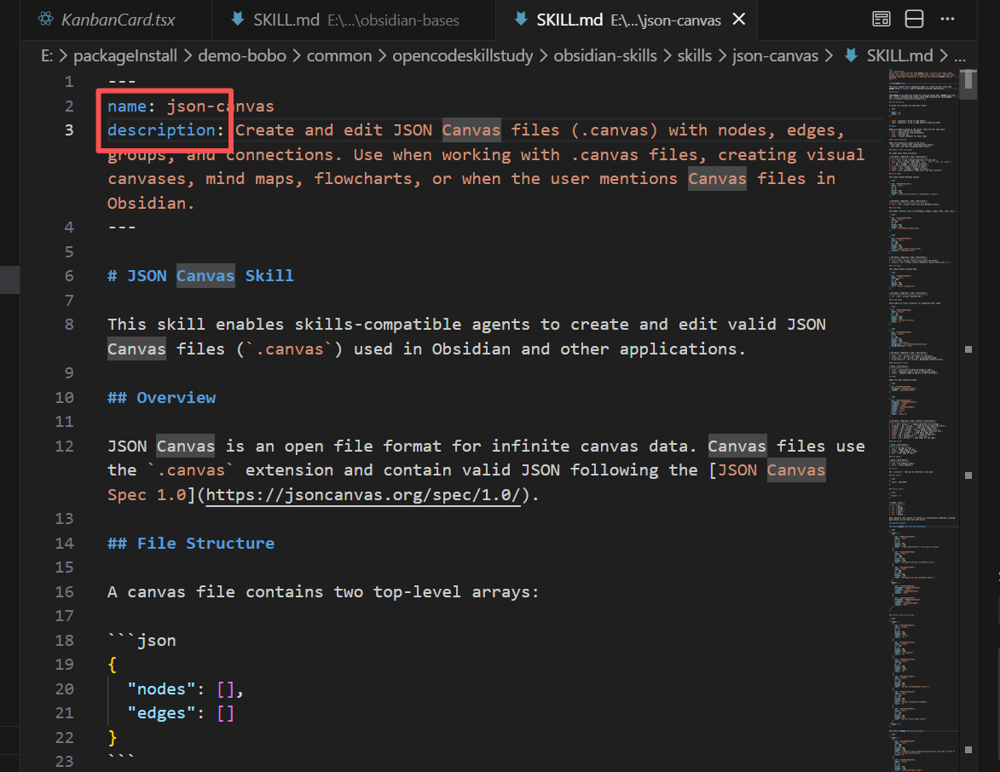 KanbanCard.tsx
SKILL.md E:\...\obsidian-bases
SKILL.md E:\...\json-canvas
E: > packageInstall > demo-bobo > common > opencodeskillstudy > obsidian-skills > skills > json-canvas > SKILL.md > ...
1 ---
2 name: json-canvas
3 description: Create and edit JSON Canvas files (.canvas) with nodes, edges,
groups, and connections. Use when working with .canvas files, creating visual
canvases, mind maps, flowcharts, or when the user mentions Canvas files in
Obsidian.
4 ---
5
6 # JSON Canvas Skill
7
8 This skill enables skills-compatible agents to create and edit valid JSON
Canvas files (`.canvas`) used in Obsidian and other applications.
9
10 ## Overview
11
12 JSON Canvas is an open file format for infinite canvas data. Canvas files use
the `.canvas` extension and contain valid JSON following the [JSON Canvas
Spec 1.0](https://jsoncanvas.org/spec/1.0/).
13
14 ## File Structure
15
16 A canvas file contains two top-level arrays:
17
18 ```json
19 {
20 "nodes": [],
21 "edges": []
22 }
23 ```